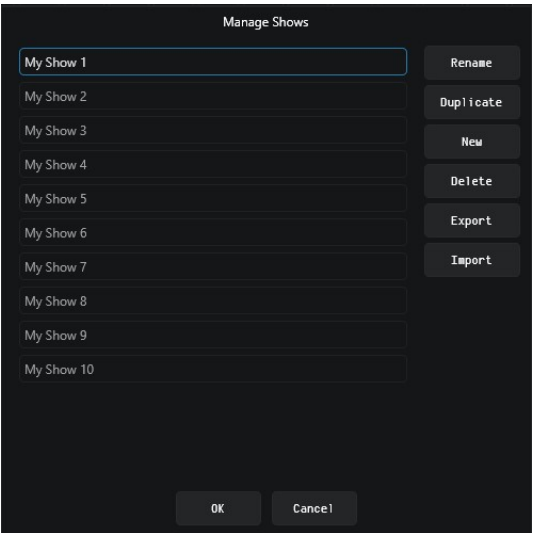 Manage Shows
My Show 1
My Show 2
My Show 3
My Show 4
My Show 5
My Show 6
My Show 7
My Show 8
My Show 9
My Show 10
Rename
Duplicate
New
Delete
Export
Import
OK
Cancel